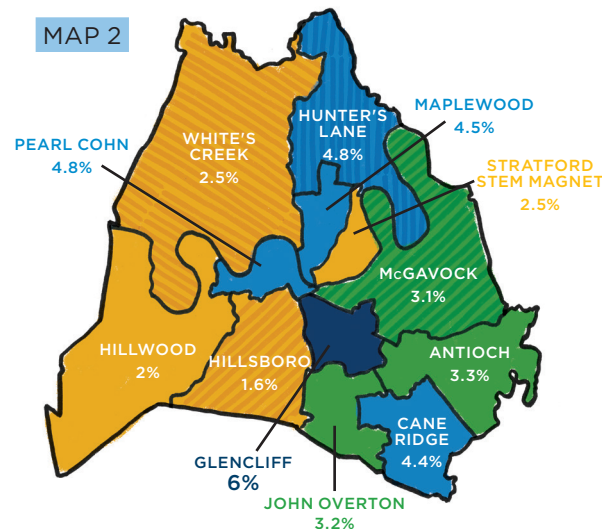 MAP 2
HUNTER'S
LANE
4.8%
MAPLEWOOD
4.5%
PEARL COHN
4.8%
WHITE'S
CREEK
2.5%
STRATFORD
STEM MAGNET
2.5%
McGAVOCK
3.1%
HILLWOOD
2%
HILLSBORO
1.6%
ANTIOCH
3.3%
CANE
RIDGE
4.4%
GLENCLIFF
6%
JOHN OVERTON
3.2%